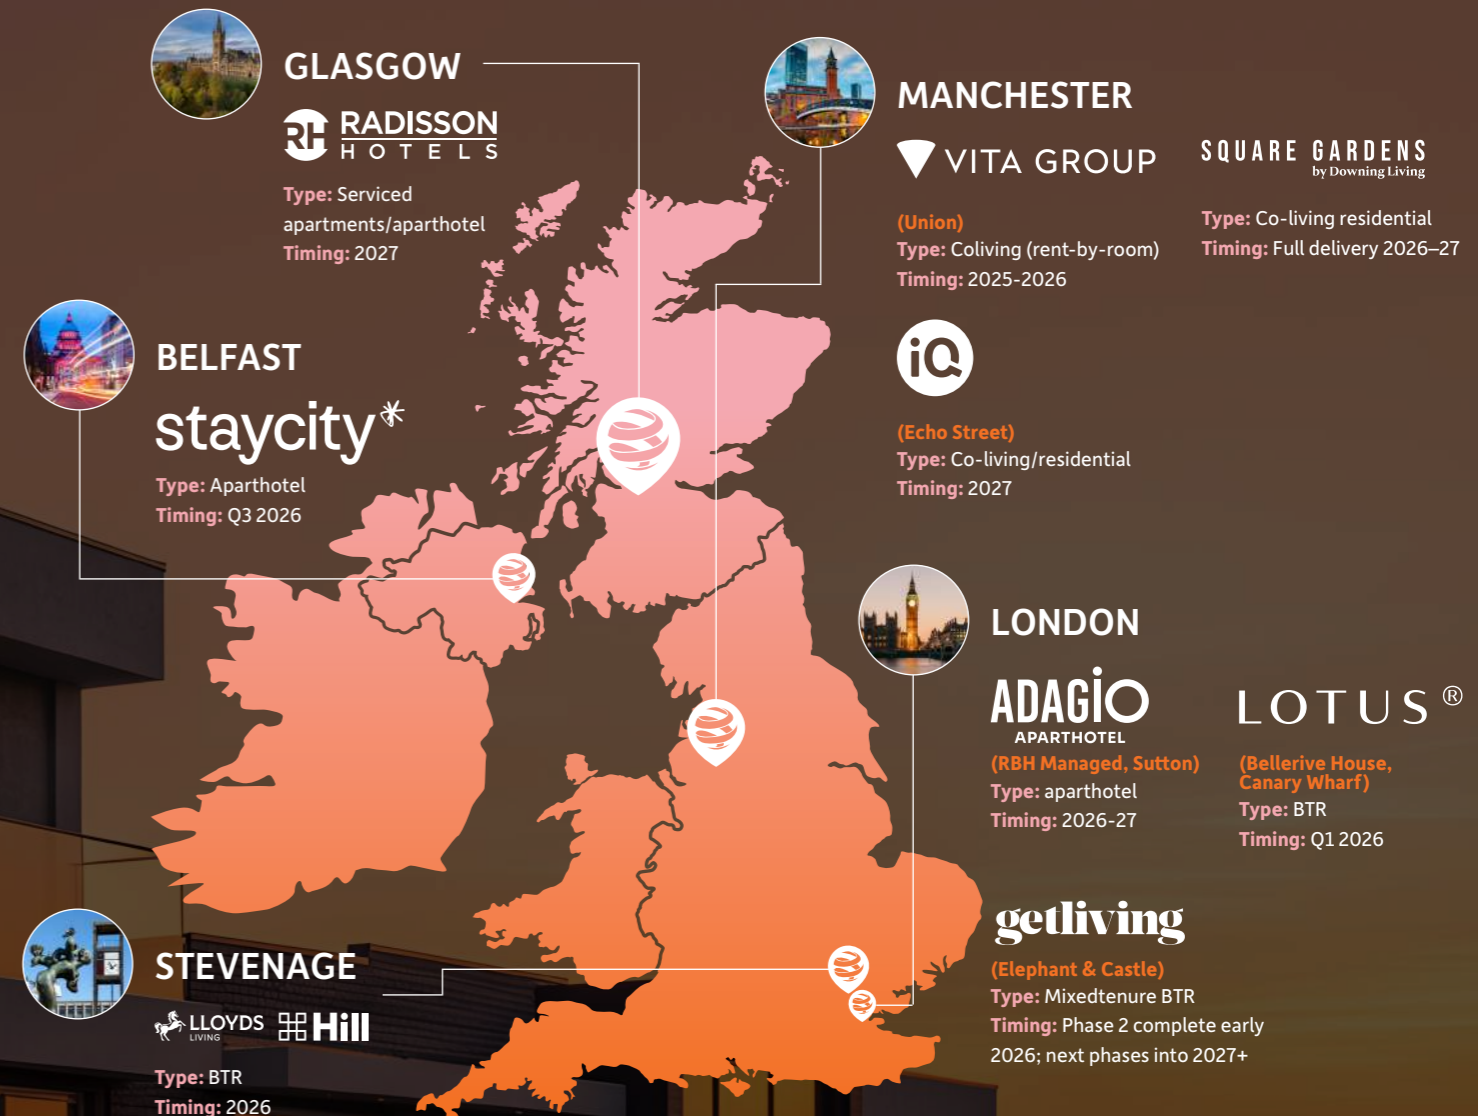 GLASGOW
RH RADISSON
HOTELS
Type: Serviced
apartments/aparthotel
Timing: 2027
MANCHESTER
VITA GROUP
(Union)
Type: Coliving (rent-by-room)
Timing: 2025-2026
SQUARE GARDENS
by Downing Living
Type: Co-living residential
Timing: Full delivery 2026–27
iQ
(Echo Street)
Type: Co-living/residential
Timing: 2027
BELFAST
staycity*
Type: Aparthotel
Timing: Q3 2026
LONDON
ADAGIO
APARTHOTEL
(RBH Managed, Sutton)
Type: aparthotel
Timing: 2026-27
LOTUS®
(Bellerive House,
Canary Wharf)
Type: BTR
Timing: Q1 2026
getliving
(Elephant & Castle)
Type: Mixedtenure BTR
Timing: Phase 2 complete early
2026; next phases into 2027+
STEVENAGE
LLOYDS
LIVING
Hill
Type: BTR
Timing: 2026